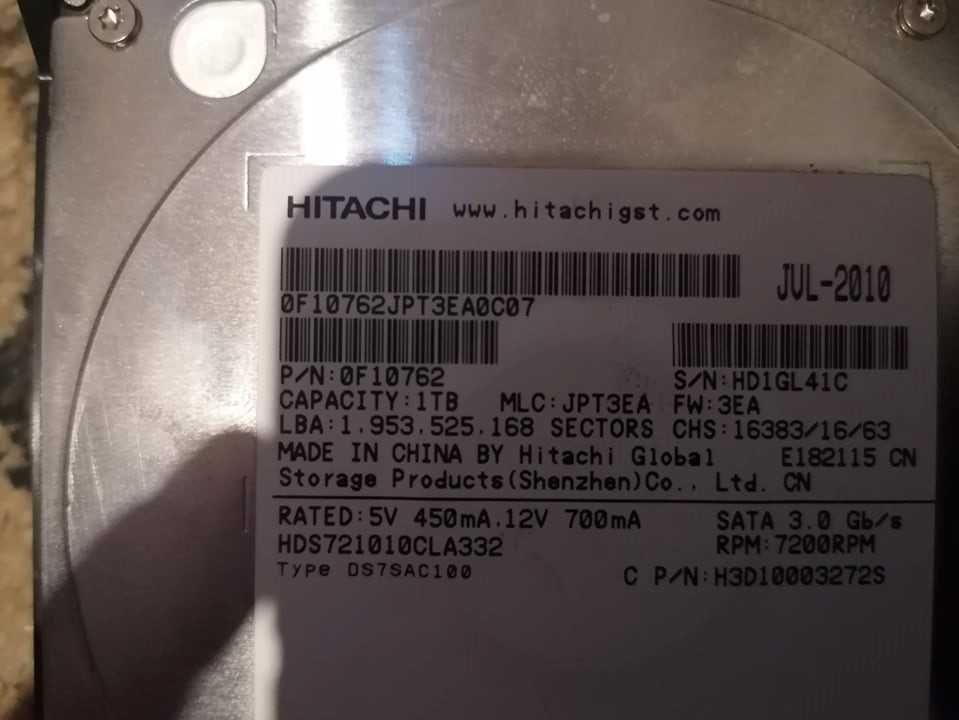 HITACHI www.hitachigst.com
JUL-2010
0F10762JPT3EA0C07
P/N:0F10762 S/N:HD1GL41C
CAPACITY:1TB MLC:JPT3EA FW:3EA
LBA:1.953.525.168 SECTORS CHS:16383/16/63
MADE IN CHINA BY Hitachi Global E182115 CN
Storage Products(Shenzhen)Co., Ltd. CN
RATED:5V 450mA.12V 700mA SATA 3.0 Gb/s
HDS721010CLA332 RPM:7200RPM
Type DS7SAC100 C P/N:H3D10003272S